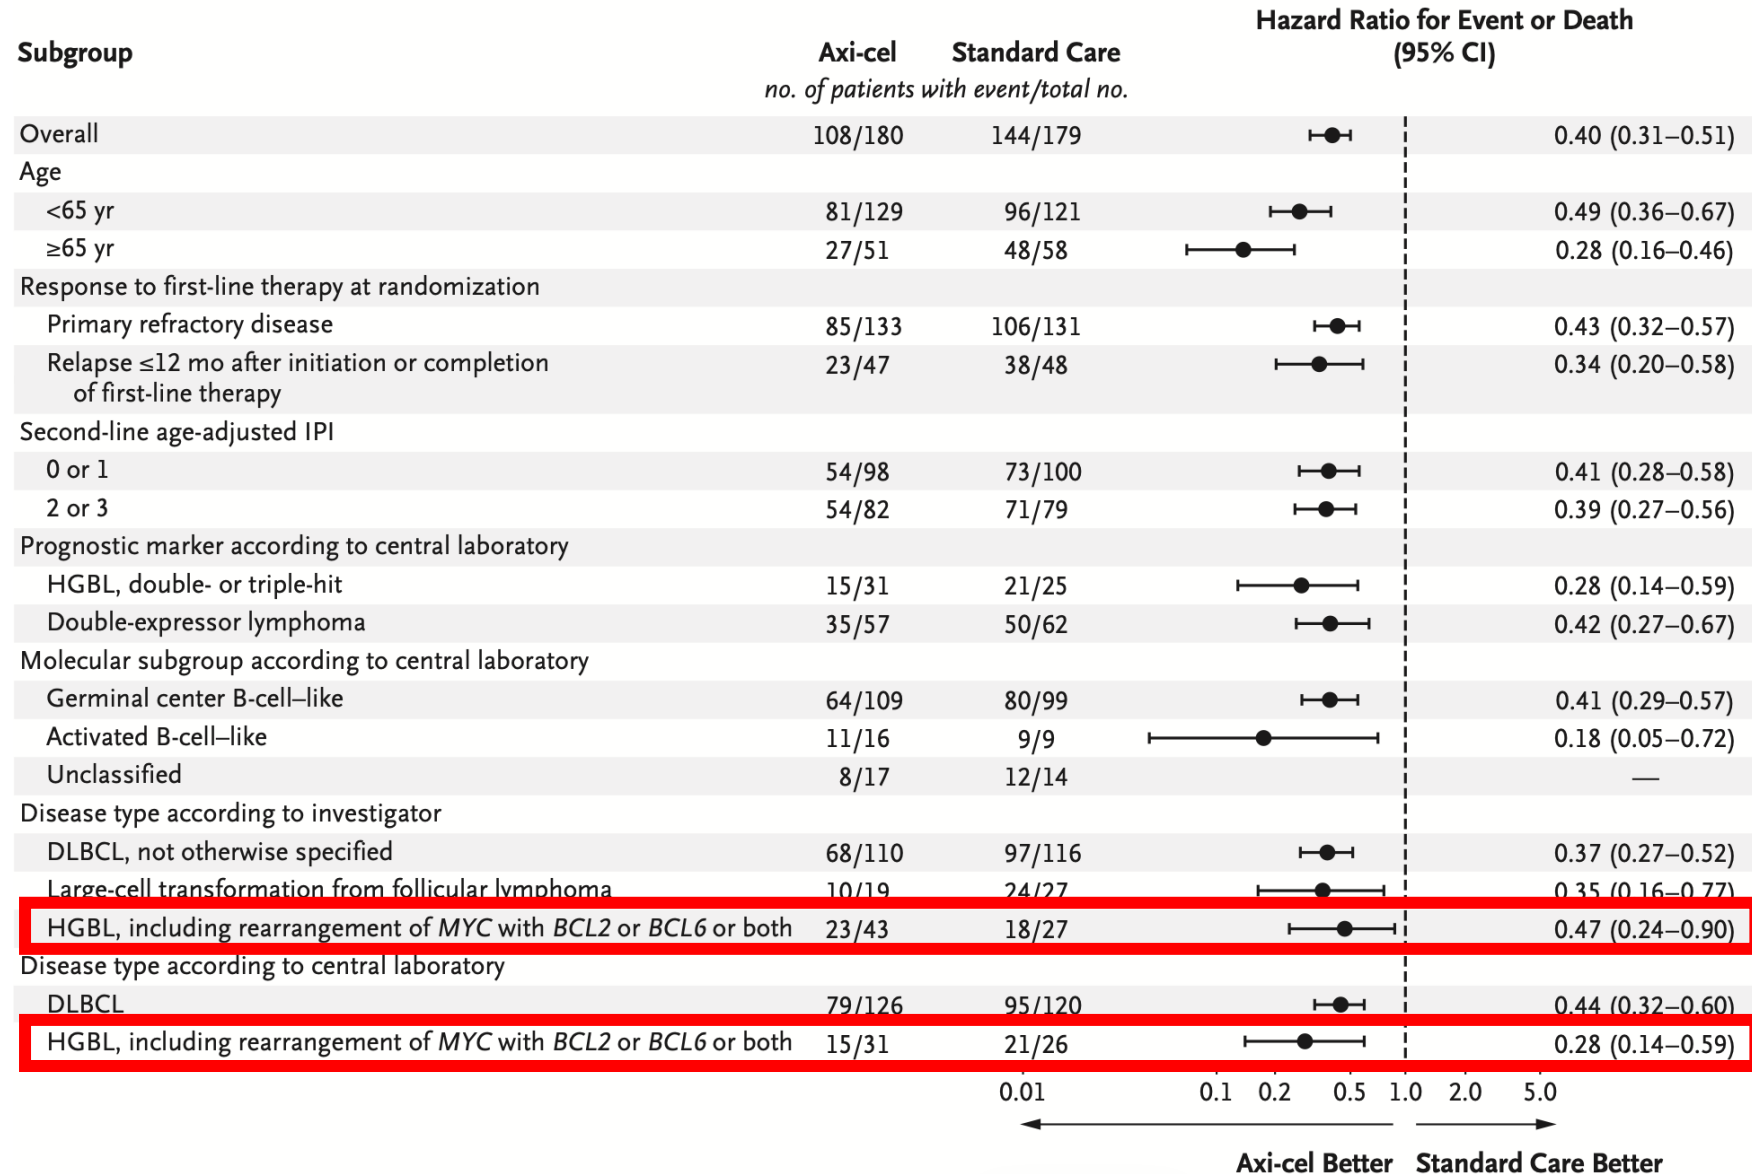 Hazard Ratio for Event or Death
Subgroup Axi-cel Standard Care (95% CI)
no. of patients with event/total no.
Overall 108/180 144/179 0.40 (0.31–0.51)
Age
<65 yr 81/129 96/121 0.49 (0.36–0.67)
≥65 yr 27/51 48/58 0.28 (0.16–0.46)
Response to first-line therapy at randomization
Primary refractory disease 85/133 106/131 0.43 (0.32–0.57)
Relapse ≤12 mo after initiation or completion 23/47 38/48 0.34 (0.20–0.58)
of first-line therapy
Second-line age-adjusted IPI
0 or 1 54/98 73/100 0.41 (0.28–0.58)
2 or 3 54/82 71/79 0.39 (0.27–0.56)
Prognostic marker according to central laboratory
HGBL, double- or triple-hit 15/31 21/25 0.28 (0.14–0.59)
Double-expressor lymphoma 35/57 50/62 0.42 (0.27–0.67)
Molecular subgroup according to central laboratory
Germinal center B-cell–like 64/109 80/99 0.41 (0.29–0.57)
Activated B-cell–like 11/16 9/9 0.18 (0.05–0.72)
Unclassified 8/17 12/14 —
Disease type according to investigator
DLBCL, not otherwise specified 68/110 97/116 0.37 (0.27–0.52)
Large-cell transformation from follicular lymphoma 10/19 24/27 0.35 (0.16–0.77)
HGBL, including rearrangement of MYC with BCL2 or BCL6 or both 23/43 18/27 0.47 (0.24–0.90)
Disease type according to central laboratory
DLBCL 79/126 95/120 0.44 (0.32–0.60)
HGBL, including rearrangement of MYC with BCL2 or BCL6 or both 15/31 21/26 0.28 (0.14–0.59)
0.01 0.1 0.2 0.5 1.0 2.0 5.0
Axi-cel Better Standard Care Better